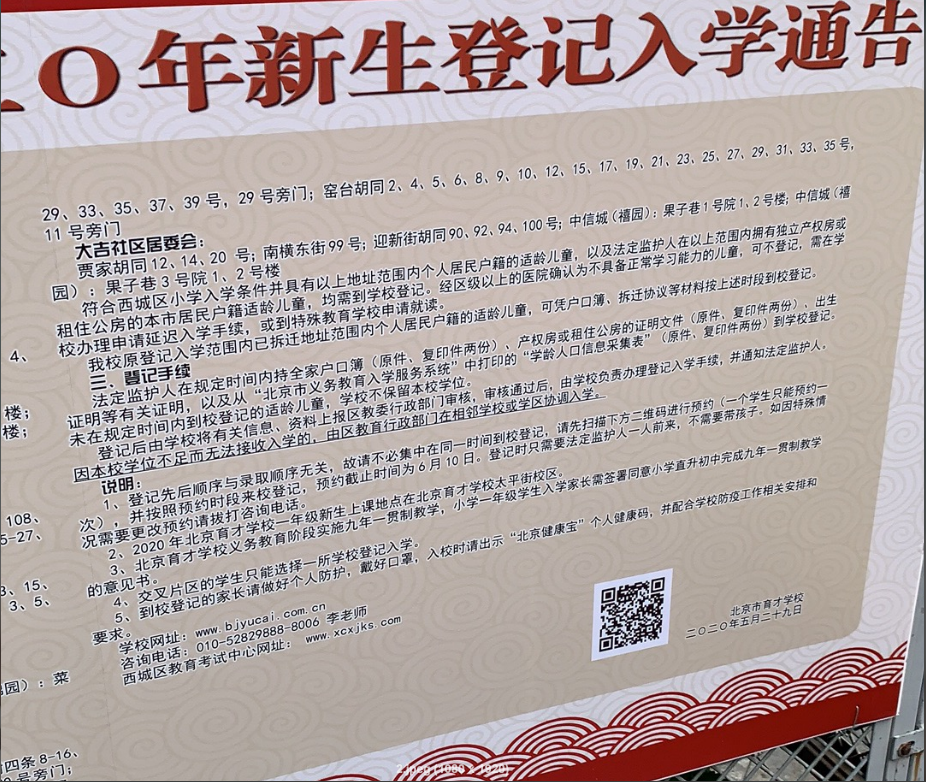 二〇年新生登记入学通告
29、33、35、37、39 号，29 号旁门；窑台胡同 2、4、5、6、8、9、10、12、15、17、19、21、23、25、27、29、31、33、35 号，
11 号旁门
大吉社区居委会：
贾家胡同 12、14、20 号；南横东街 99 号；迎新街胡同 90、92、94、100 号；中信城（禧园）：果子巷 1 号院 1、2 号楼；中信城（禧
园）：果子巷 3 号院 1、2 号楼
符合西城区小学入学条件并具有以上地址范围内个人居民户籍的适龄儿童，以及法定监护人在以上范围内拥有独立产权房或
租住公房的本市居民户籍适龄儿童，均需到学校登记。经区级以上的医院确认为不具备正常学习能力的儿童，可不登记，需在学
校办理申请延迟入学手续，或到特殊教育学校申请就读。
我校原登记入学范围内已拆迁地址范围内个人居民户籍的适龄儿童，可凭户口簿、拆迁协议等材料按上述时段到校登记。
三、登记手续
法定监护人在规定时间内持全家户口簿（原件、复印件两份）、产权房或租住公房的证明文件（原件、复印件两份）、出生
证明等有关证明，以及从“北京市义务教育入学服务系统”中打印的“学龄人口信息采集表”（原件、复印件两份）到学校登记。
未在规定时间内到校登记的适龄儿童，学校不保留本校学位。
登记后由学校将有关信息、资料上报区教委行政部门审核，审核通过后，由学校负责办理登记入学手续，并通知法定监护人。
因本校学位不足而无法接收入学的，由区教育行政部门在相邻学校或学区协调入学。
说明：
1、登记先后顺序与录取顺序无关，故请不必集中在同一时间到校登记，请先扫描下方二维码进行预约（一个学生只能预约一
次），并按照预约时段来校登记，预约截止时间为 6 月 10 日。登记时只需要法定监护人一人前来，不需要带孩子。如因特殊情
况需要更改预约请拔打咨询电话。
2、2020 年北京育才学校一年级新生上课地点在北京育才学校太平街校区。
3、北京育才学校义务教育阶段实施九年一贯制教学，小学一年级学生入学家长需签署同意小学直升初中完成九年一贯制教学
的意见书。
4、交叉片区的学生只能选择一所学校登记入学。
5、到校登记的家长请做好个人防护，戴好口罩，入校时请出示“北京健康宝”个人健康码，并配合学校防疫工作相关安排和
要求。
学校网址：www.bjyucai.com.cn
咨询电话：010-52829888-8006 李老师
西城区教育考试中心网址：www.xcxjks.com
北京市育才学校
二〇二〇年五月二十九日
4、
楼；
楼；
108、
5-27、
3、15、
3、5、
园）：菜
四条 8-16、
号旁门；
2.jpeg (1080 x 1920)